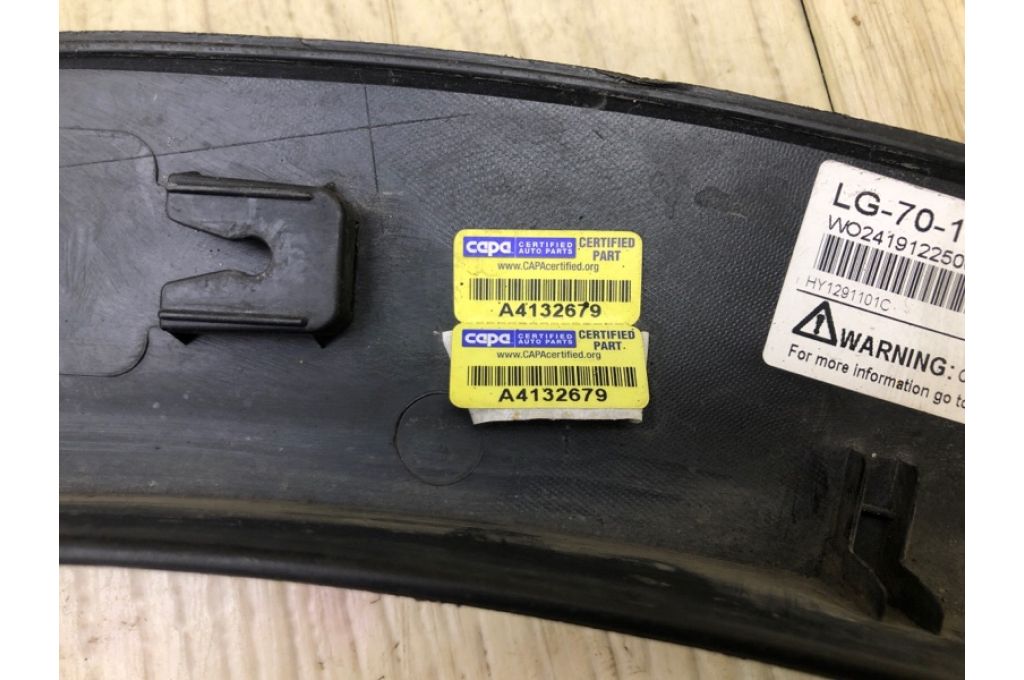 capa CERTIFIED AUTO PARTS CERTIFIED PART
www.CAPAcertified.org
A4132679
capa CERTIFIED AUTO PARTS CERTIFIED PART
www.CAPAcertified.org
A4132679
LG-70-1
WO241912250
HY1291101C
WARNING:
For more information go to